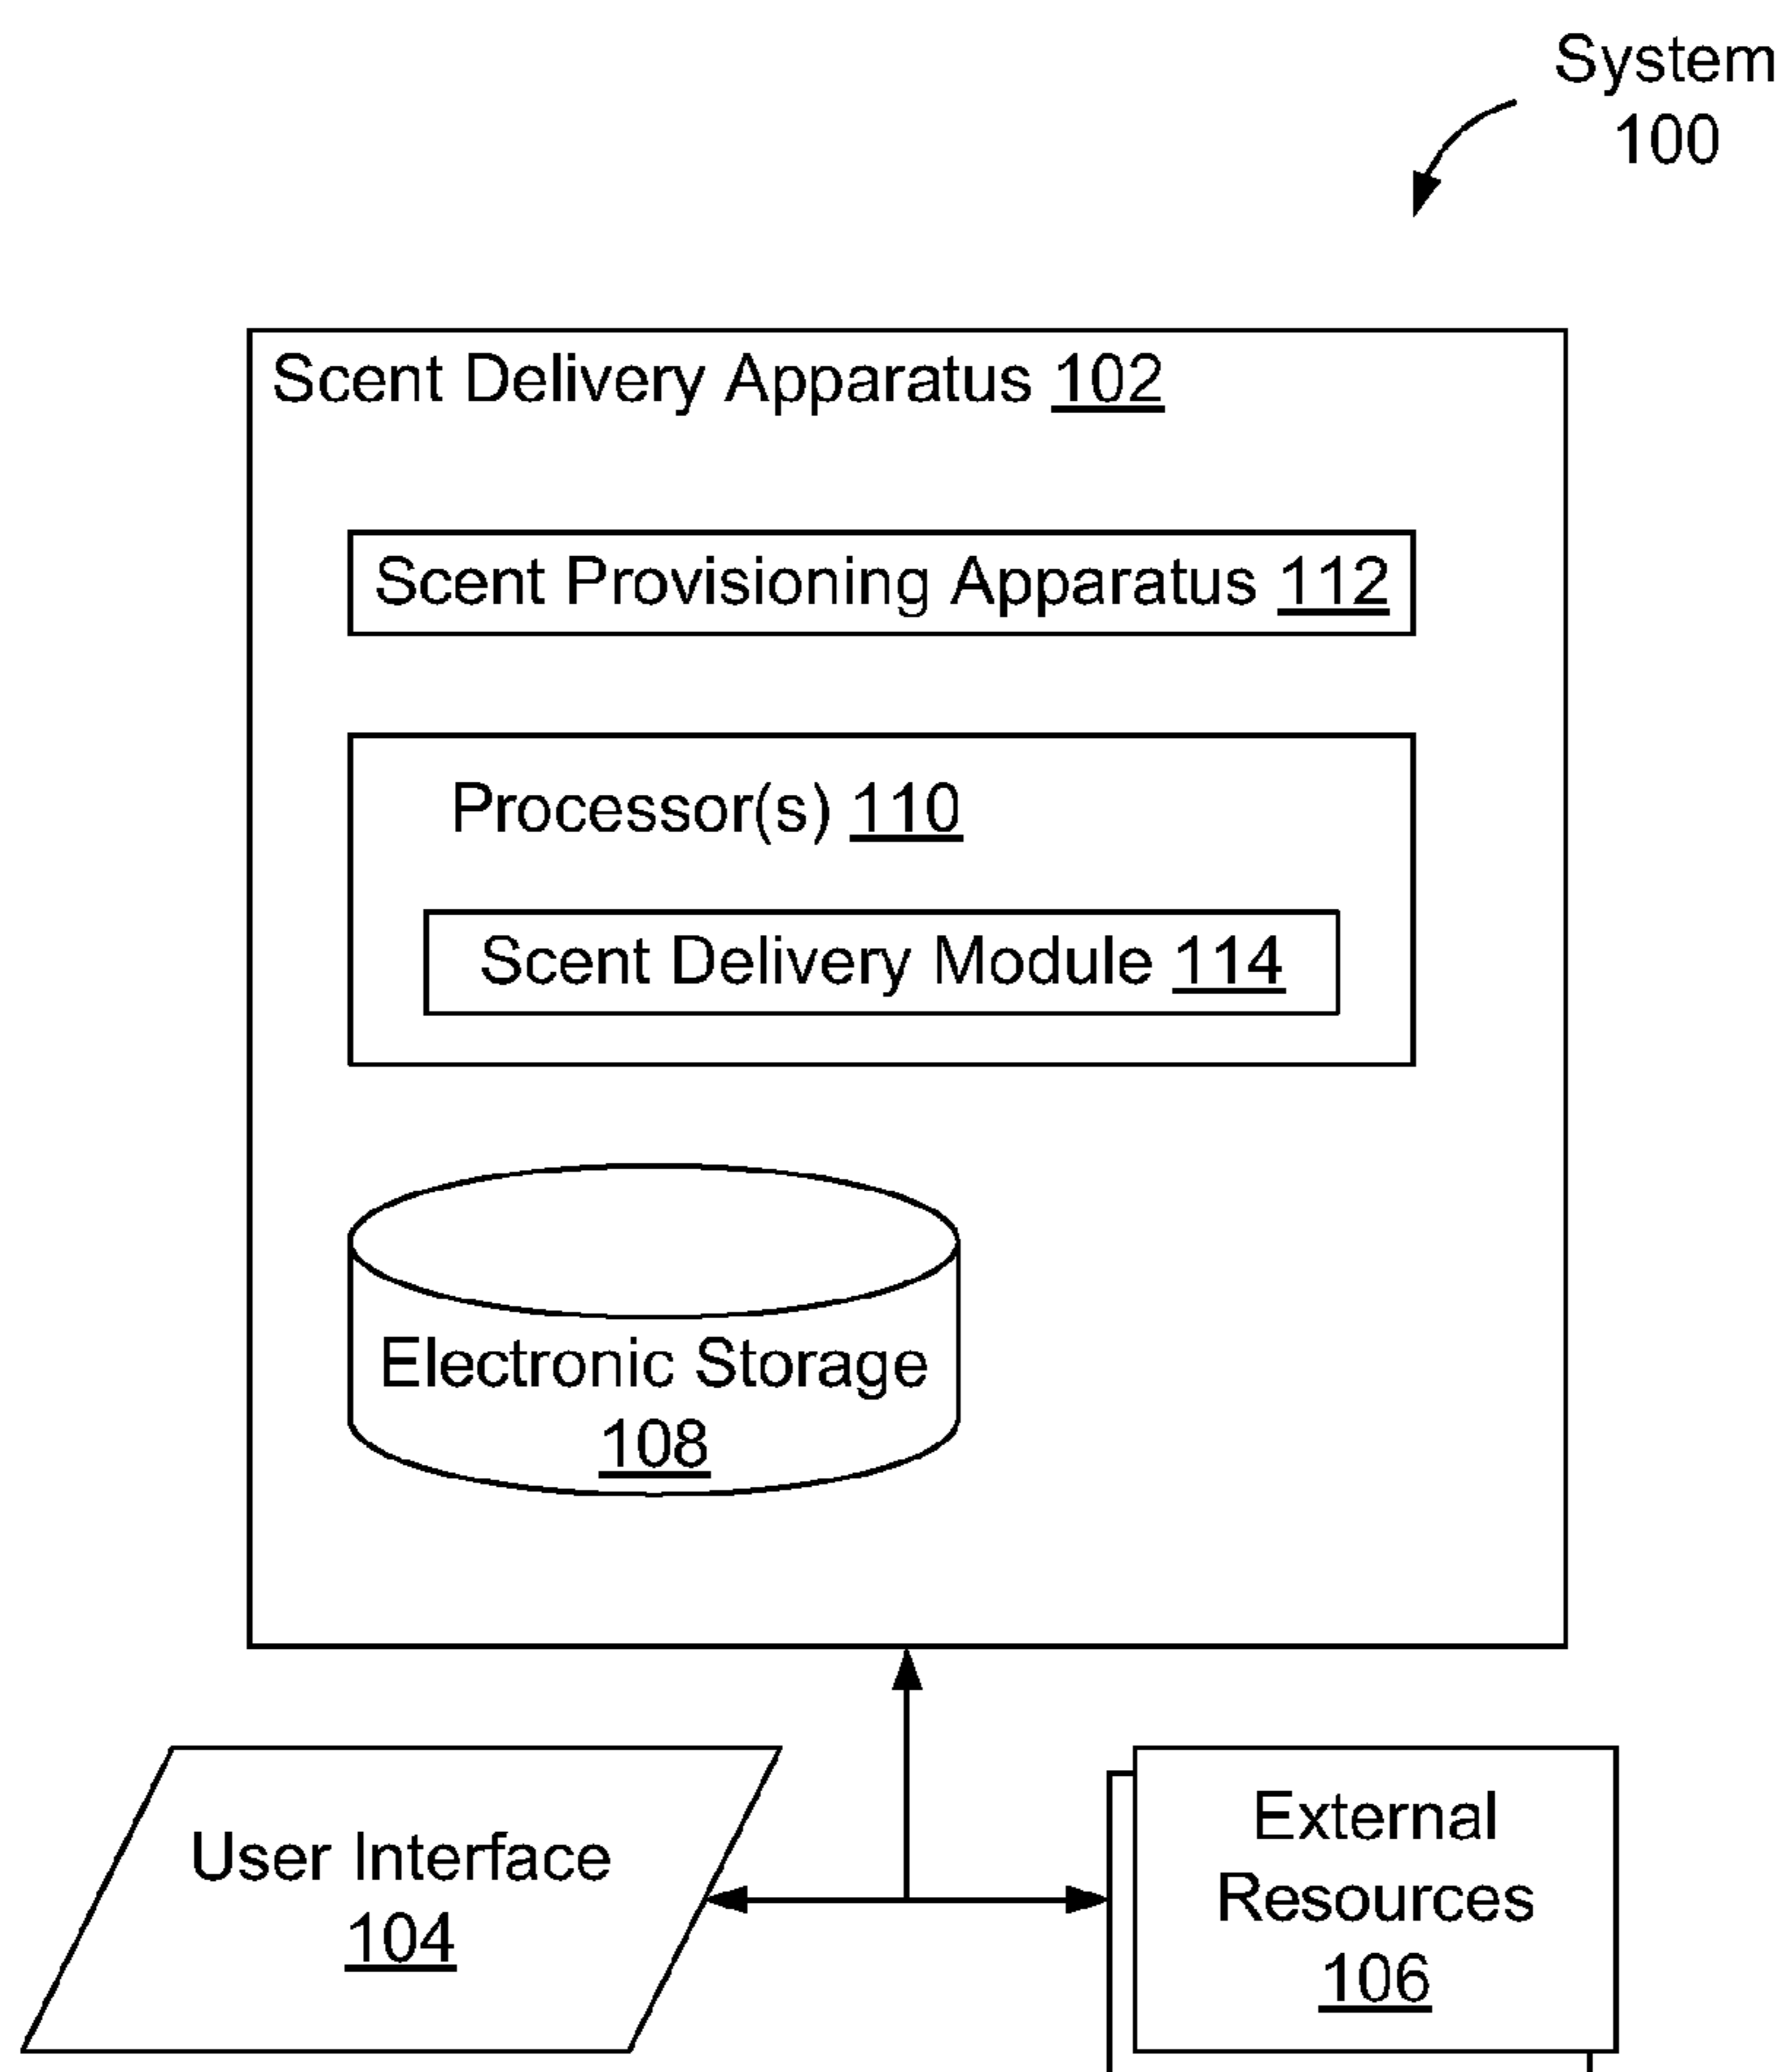 System
100
Scent Delivery Apparatus 102
Scent Provisioning Apparatus 112
Processor(s) 110
Scent Delivery Module 114
Electronic Storage
108
User Interface
104
External
Resources
106